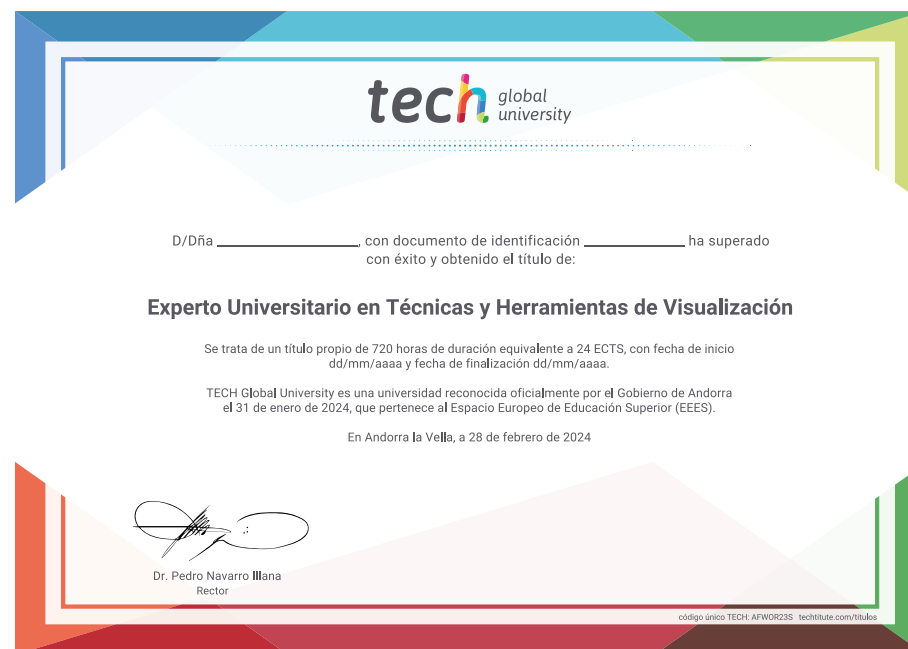 tech global university
D/Dña ____________________, con documento de identificación ______________ ha superado
con éxito y obtenido el título de:
Experto Universitario en Técnicas y Herramientas de Visualización
Se trata de un título propio de 720 horas de duración equivalente a 24 ECTS, con fecha de inicio
dd/mm/aaaa y fecha de finalización dd/mm/aaaa.
TECH Global University es una universidad reconocida oficialmente por el Gobierno de Andorra
el 31 de enero de 2024, que pertenece al Espacio Europeo de Educación Superior (EEES).
En Andorra la Vella, a 28 de febrero de 2024
Dr. Pedro Navarro Illana
Rector
código único TECH: AFWOR23S techtitute.com/titulos